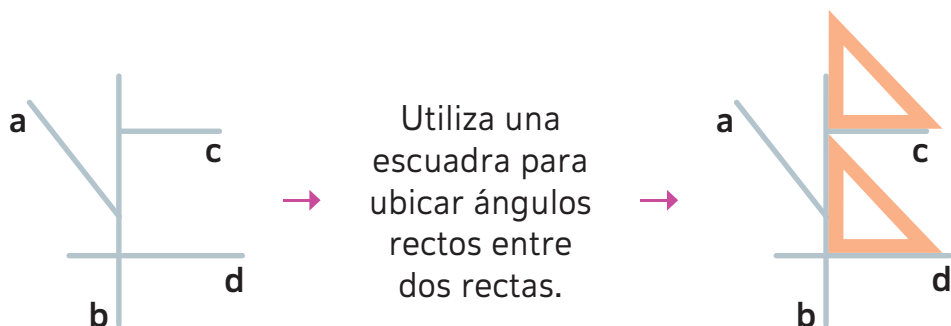 a
c
d
b
Utiliza una
escuadra para
ubicar ángulos
rectos entre
dos rectas.
a
c
d
b